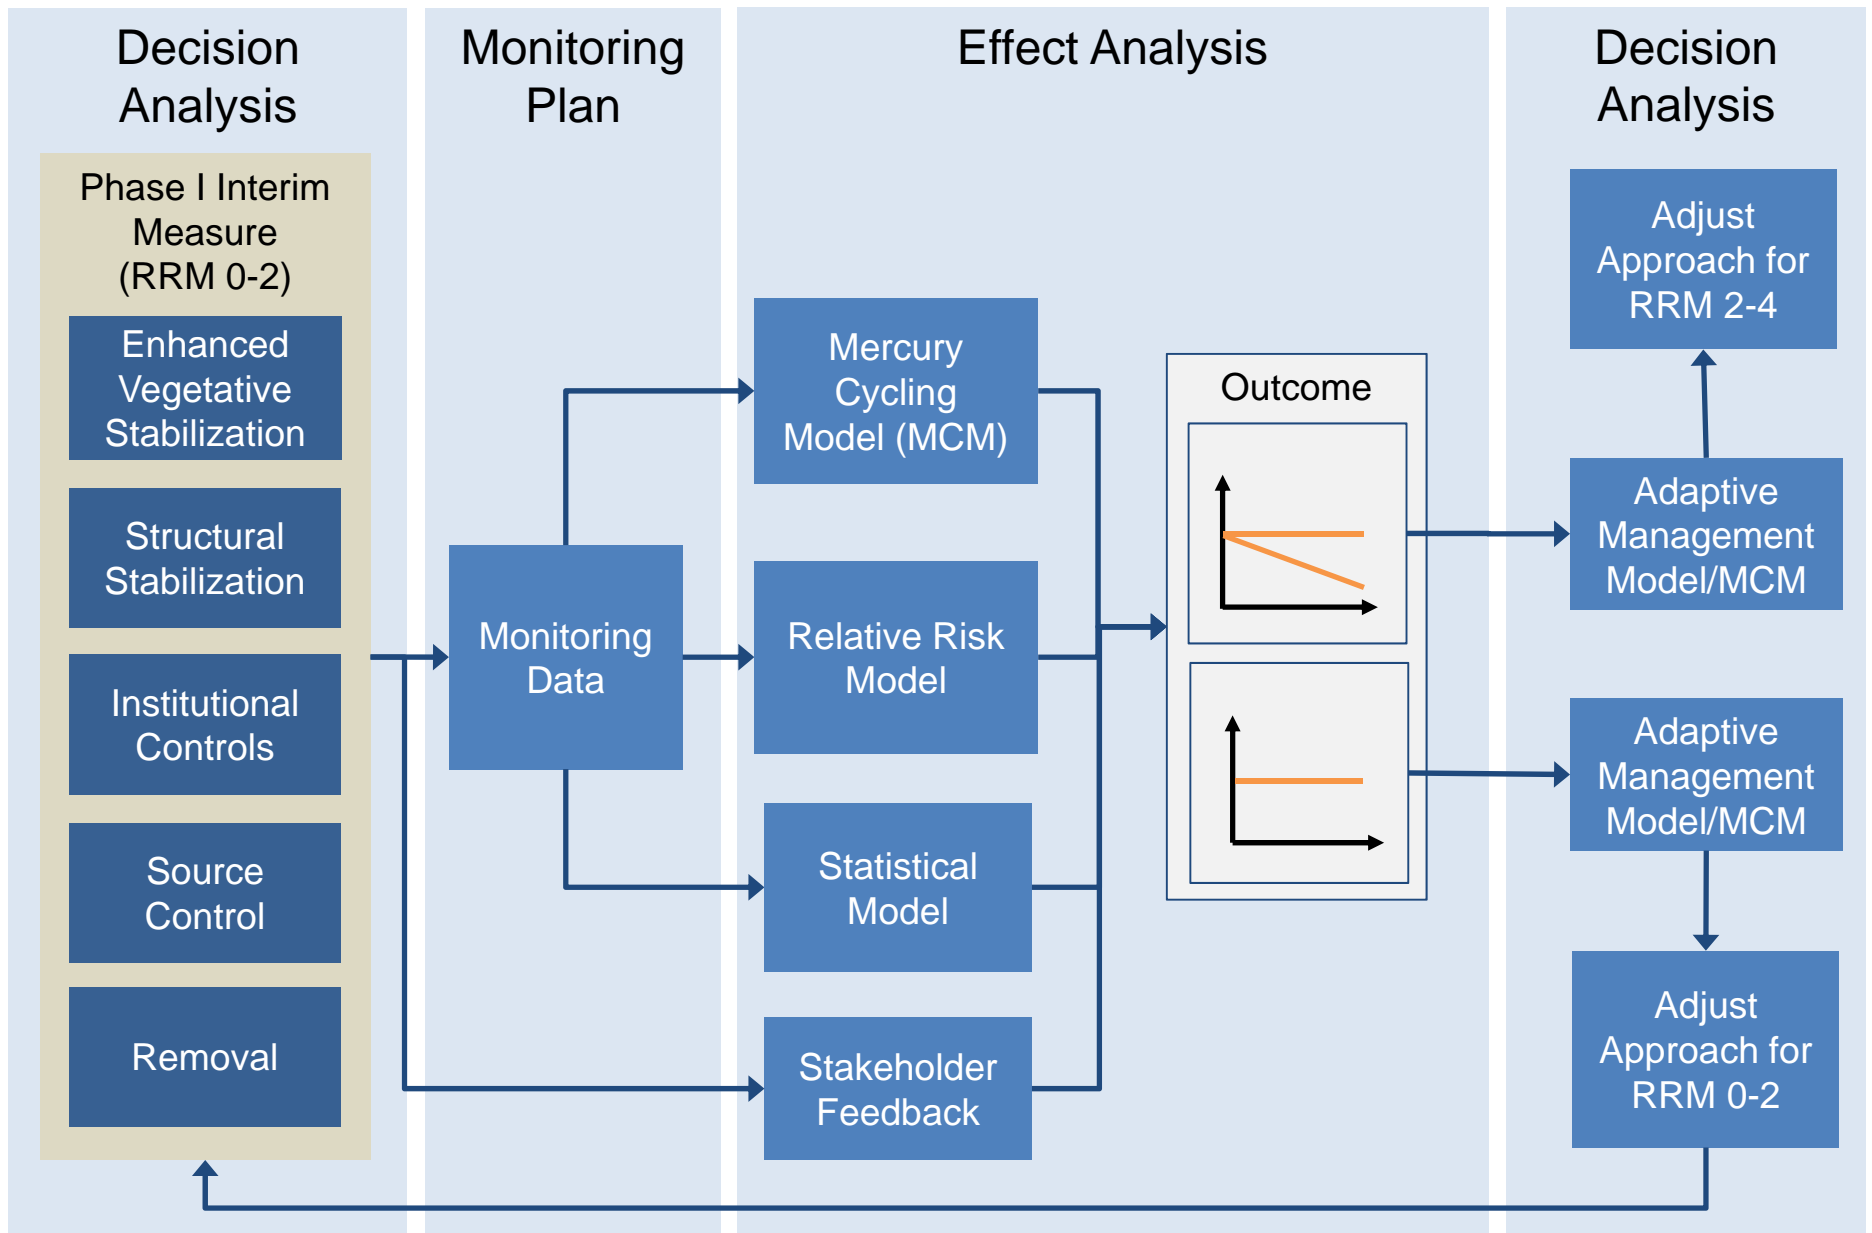 Decision
Analysis
Phase I Interim
Measure
(RRM 0-2)
Enhanced
Vegetative
Stabilization
Structural
Stabilization
Institutional
Controls
Source
Control
Removal
Monitoring
Plan
Monitoring
Data
Effect Analysis
Mercury
Cycling
Model (MCM)
Relative Risk
Model
Statistical
Model
Stakeholder
Feedback
Outcome
Decision
Analysis
Adjust
Approach for
RRM 2-4
Adaptive
Management
Model/MCM
Adaptive
Management
Model/MCM
Adjust
Approach for
RRM 0-2